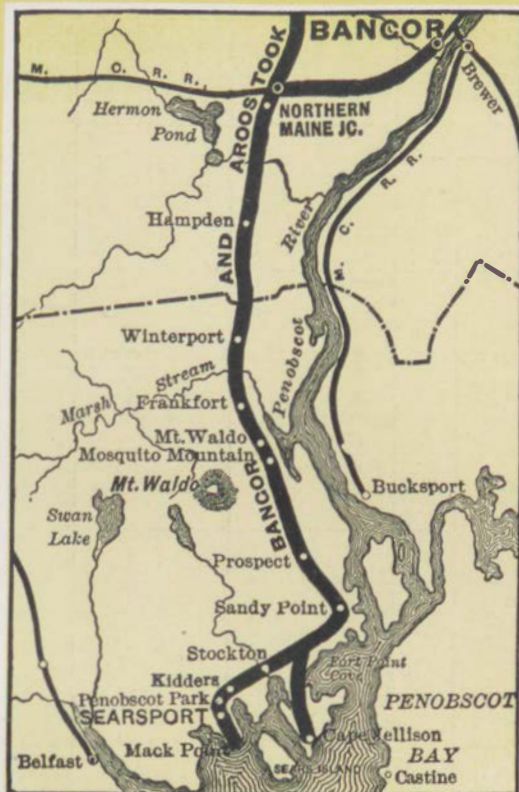 BANGOR
M. C. R. R.
Brewer
AROOSTOOK
Hermon
Pond
NORTHERN
MAINE JC.
M. C. R. R.
River
Hampden
AND
Winterport
Penobscot
Stream
Marsh
Frankfort
Mt. Waldo
Mosquito Mountain
BANGOR
Mt. Waldo
Bucksport
Swan
Lake
Prospect
Sandy Point
Stockton
Fort Point
Cove
Kidders
Penobscot Park
SEARSPORT
PENOBSCOT
BAY
Mack Point
Cape Jellison
Belfast
SEARS ISLAND
Castine